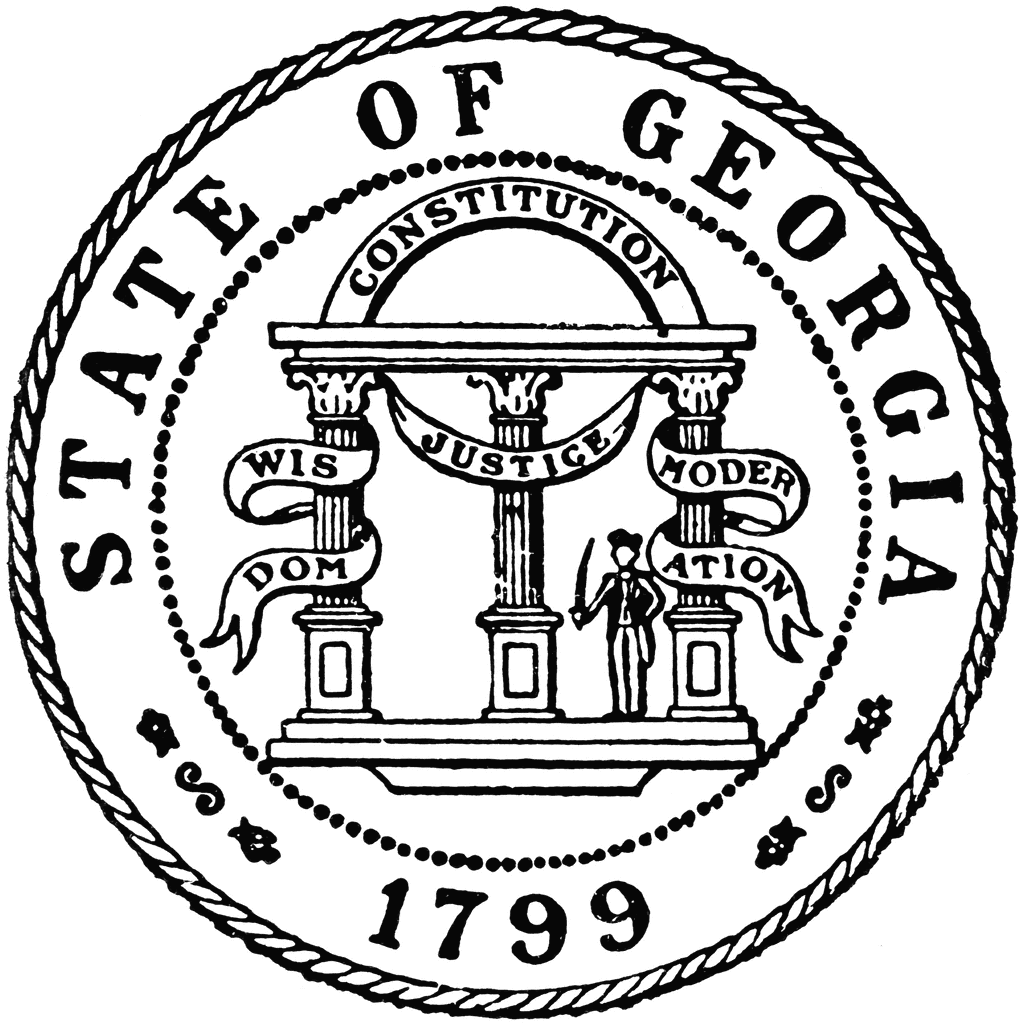 STATE OF GEORGIA
CONSTITUTION
WIS
DOM
JUSTICE
MODER
ATION
1799